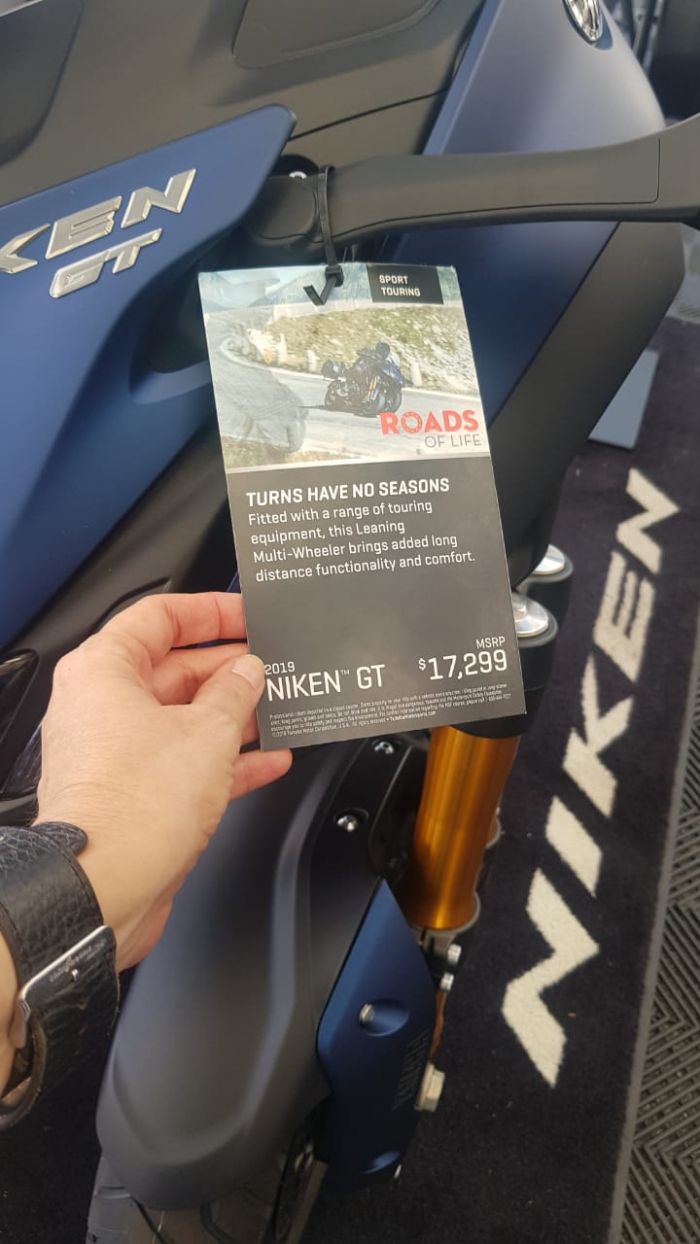 KEN
GT
SPORT
TOURING
ROADS
OF LIFE
TURNS HAVE NO SEASONS
Fitted with a range of touring
equipment, this Leaning
Multi-Wheeler brings added long
distance functionality and comfort.
2019
NIKEN™ GT
MSRP
$17,299
NIKEN